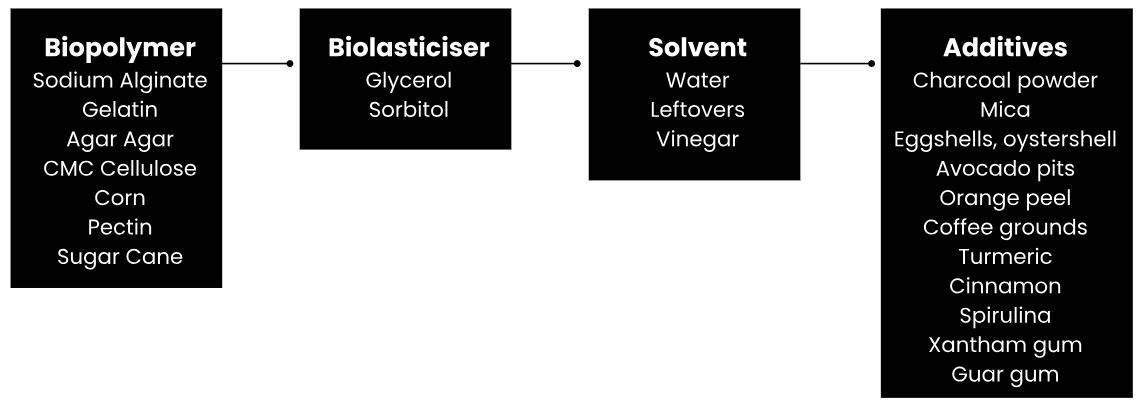 Biopolymer
Sodium Alginate
Gelatin
Agar Agar
CMC Cellulose
Corn
Pectin
Sugar Cane
Biolasticiser
Glycerol
Sorbitol
Solvent
Water
Leftovers
Vinegar
Additives
Charcoal powder
Mica
Eggshells, oystershell
Avocado pits
Orange peel
Coffee grounds
Turmeric
Cinnamon
Spirulina
Xantham gum
Guar gum